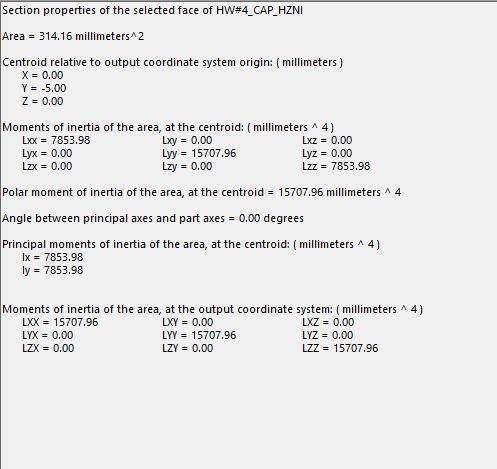 Section properties of the selected face of HW#4_CAP_HZNI
Area = 314.16 millimeters^2
Centroid relative to output coordinate system origin: ( millimeters )
X = 0.00
Y = -5.00
Z = 0.00
Moments of inertia of the area, at the centroid: ( millimeters ^ 4 )
Lxx = 7853.98 Lxy = 0.00 Lxz = 0.00
Lyx = 0.00 Lyy = 15707.96 Lyz = 0.00
Lzx = 0.00 Lzy = 0.00 Lzz = 7853.98
Polar moment of inertia of the area, at the centroid = 15707.96 millimeters ^ 4
Angle between principal axes and part axes = 0.00 degrees
Principal moments of inertia of the area, at the centroid: ( millimeters ^ 4 )
Ix = 7853.98
Iy = 7853.98
Moments of inertia of the area, at the output coordinate system: ( millimeters ^ 4 )
LXX = 15707.96 LXY = 0.00 LXZ = 0.00
LYX = 0.00 LYY = 15707.96 LYZ = 0.00
LZX = 0.00 LZY = 0.00 LZZ = 15707.96